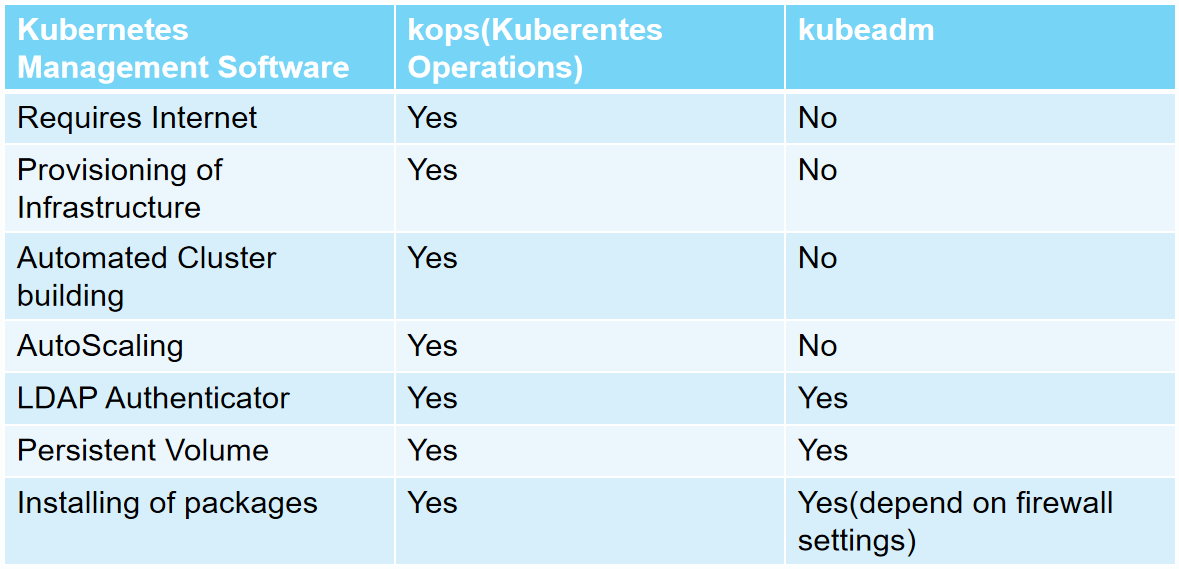 Kubernetes
Management Software
kops(Kuberentes
Operations)
kubeadm
Requires Internet
Yes
No
Provisioning of
Infrastructure
Yes
No
Automated Cluster
building
Yes
No
AutoScaling
Yes
No
LDAP Authenticator
Yes
Yes
Persistent Volume
Yes
Yes
Installing of packages
Yes
Yes(depend on firewall
settings)